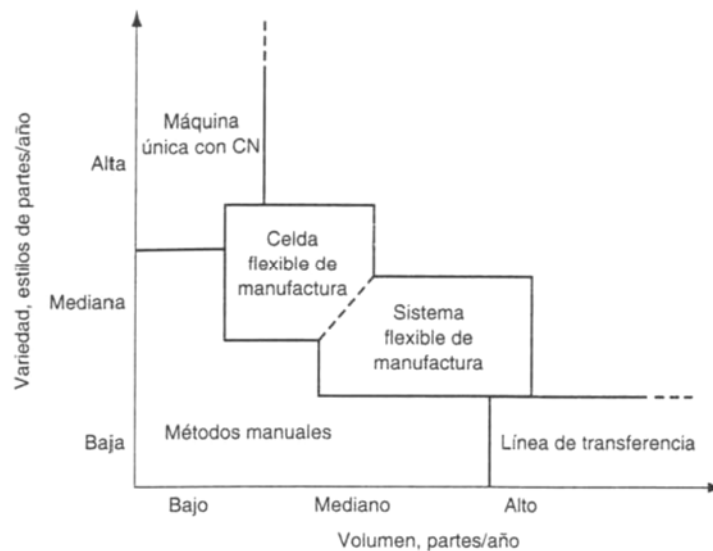 Variedad, estilos de partes/año
Alta
Mediana
Baja
Máquina
única con CN
Celda
flexible de
manufactura
Sistema
flexible de
manufactura
Métodos manuales
Línea de transferencia
Bajo
Mediano
Alto
Volumen, partes/año